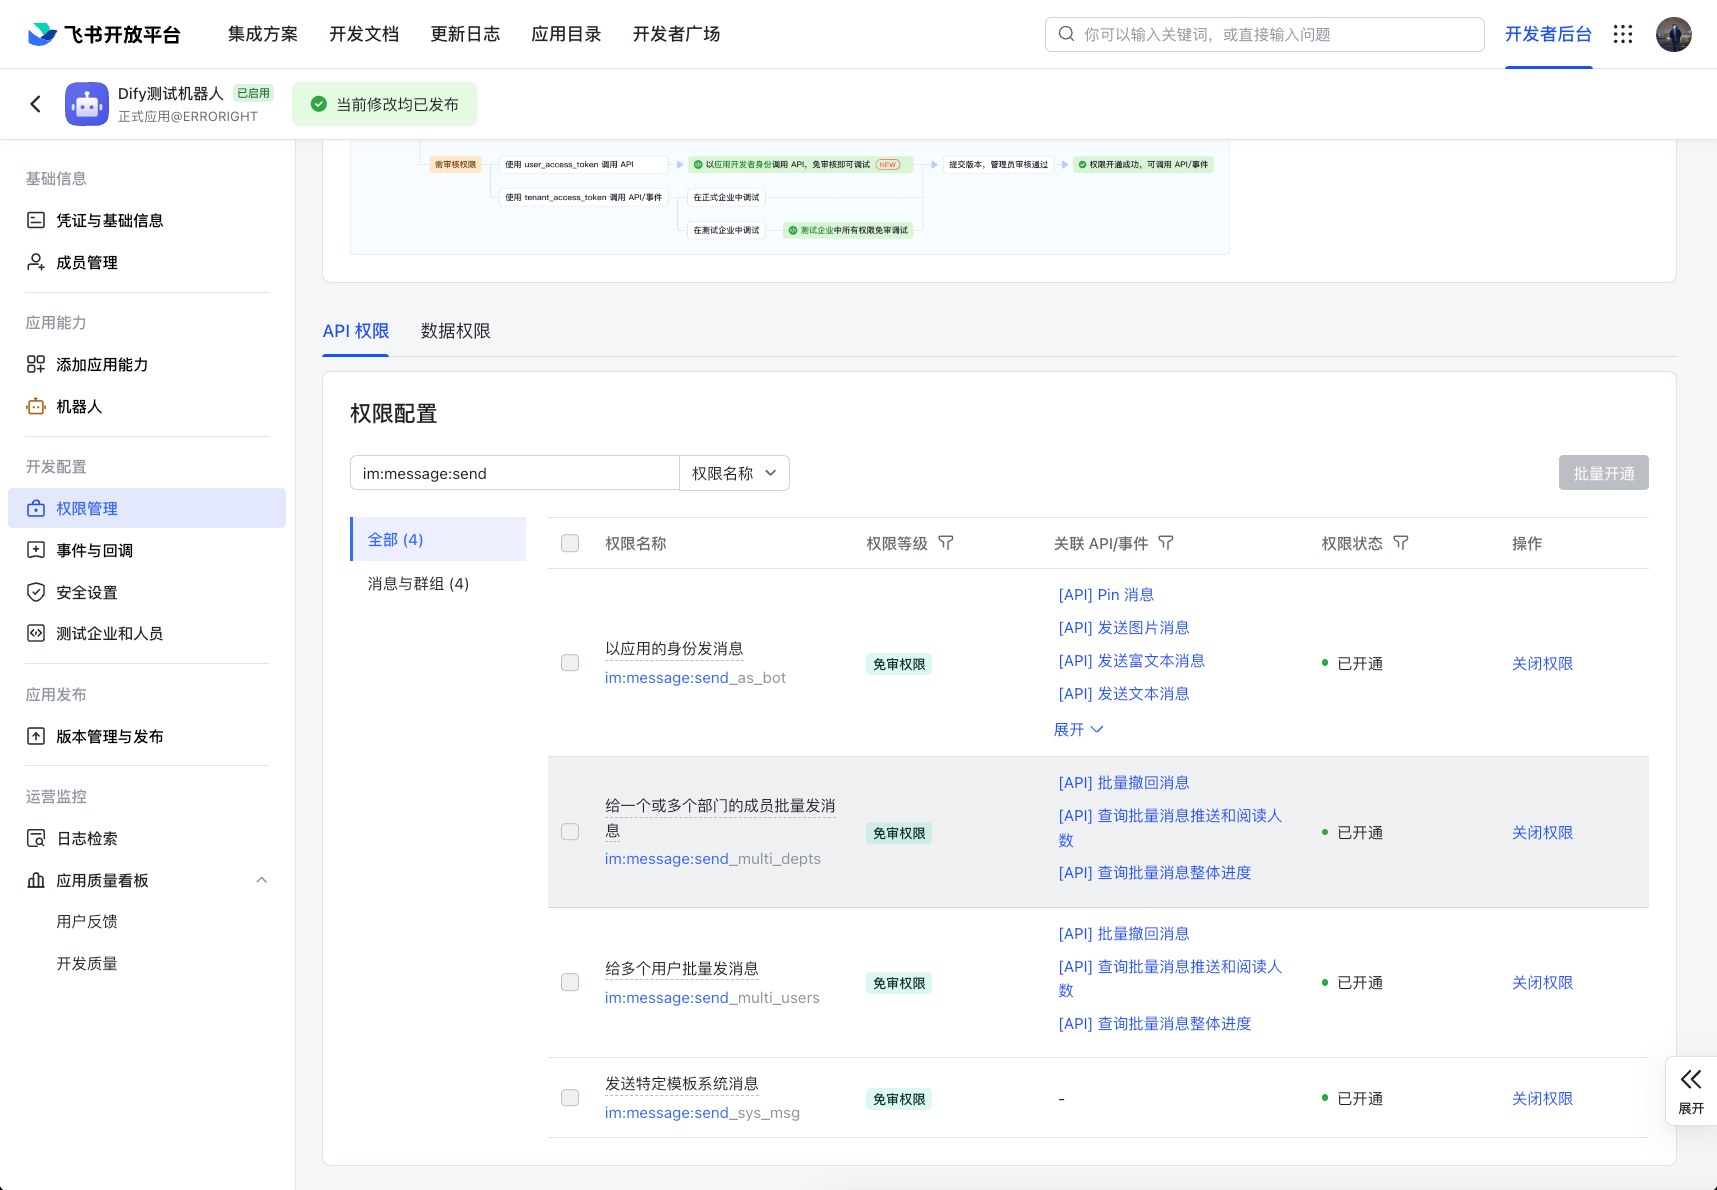 飞书开放平台
集成方案
开发文档
更新日志
应用目录
开发者广场
你可以输入关键词，或直接输入问题
开发者后台
Dify测试机器人
已启用
正式应用@ERRORIGHT
当前修改均已发布
基础信息
凭证与基础信息
成员管理
应用能力
添加应用能力
机器人
开发配置
权限管理
事件与回调
安全设置
测试企业和人员
应用发布
版本管理与发布
运营监控
日志检索
应用质量看板
用户反馈
开发质量
需审核权限
使用 user_access_token 调用 API
以应用开发者身份调用 API，免审核即可调试
NEW
提交版本，管理员审核通过
权限开通成功，可调用 API/事件
使用 tenant_access_token 调用 API/事件
在正式企业中调试
在测试企业中调试
测试企业中所有权限免审调试
API 权限
数据权限
权限配置
im:message:send
权限名称
批量开通
全部 (4)
消息与群组 (4)
权限名称
权限等级
关联 API/事件
权限状态
操作
以应用的身份发消息
im:message:send_as_bot
免审权限
[API] Pin 消息
[API] 发送图片消息
[API] 发送富文本消息
[API] 发送文本消息
展开
已开通
关闭权限
给一个或多个部门的成员批量发消
息
im:message:send_multi_depts
免审权限
[API] 批量撤回消息
[API] 查询批量消息推送和阅读人
数
[API] 查询批量消息整体进度
已开通
关闭权限
给多个用户批量发消息
im:message:send_multi_users
免审权限
[API] 批量撤回消息
[API] 查询批量消息推送和阅读人
数
[API] 查询批量消息整体进度
已开通
关闭权限
发送特定模板系统消息
im:message:send_sys_msg
免审权限
-
已开通
关闭权限
展开